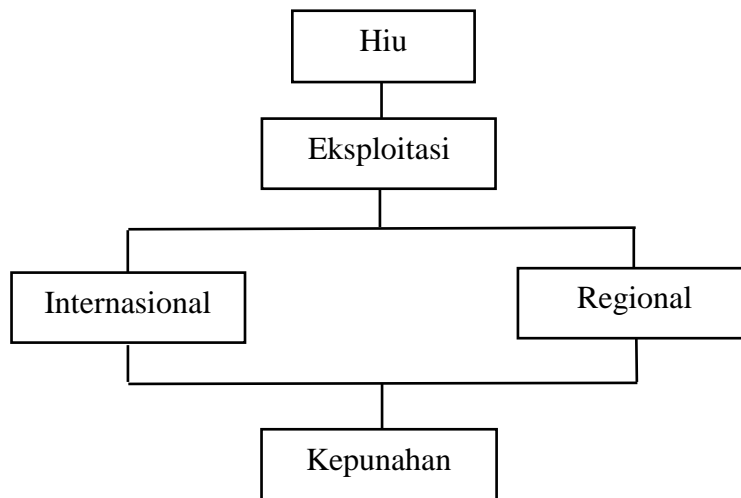 Hiu
Eksploitasi
Internasional
Regional
Kepunahan